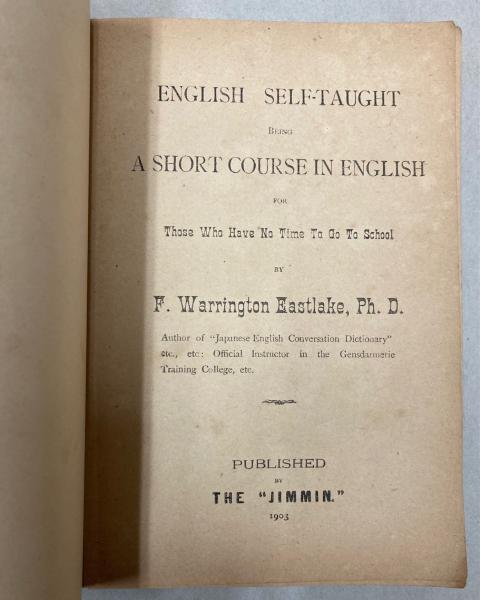 ENGLISH SELF-TAUGHT
BEING
A SHORT COURSE IN ENGLISH
FOR
Those Who Have No Time To Go To School
BY
F. Warrington Eastlake, Ph. D.
Author of "Japanese English Conversation Dictionary"
etc., etc: Official Instructor in the Gensdarmerie
Training College, etc.
PUBLISHED
BY
THE "JIMMIN."
1903